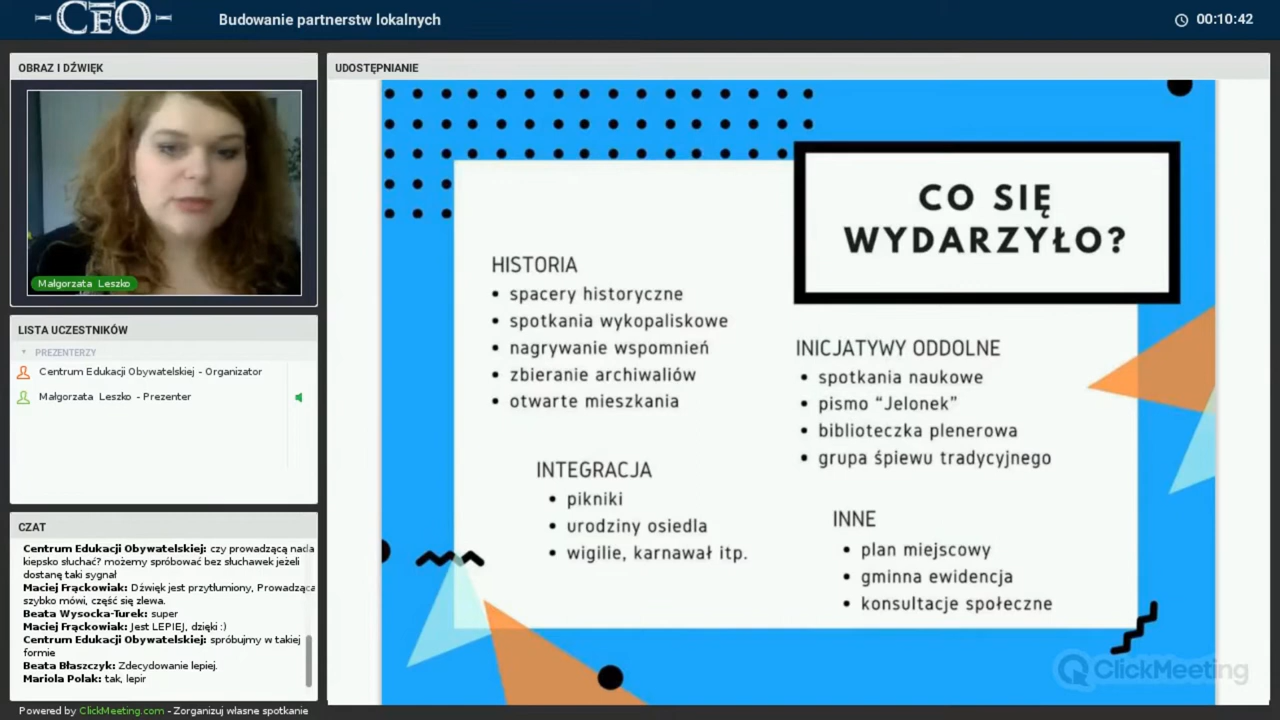 CEO
Budowanie partnerstw lokalnych
00:10:42
OBRAZ I DŹWIĘK
Małgorzata Leszko
LISTA UCZESTNIKÓW
PREZENTERZY
Centrum Edukacji Obywatelskiej - Organizator
Małgorzata Leszko - Prezenter
CZAT
Centrum Edukacji Obywatelskiej: czy prowadzącą nada
kiepsko słuchać? możemy spróbować bez słuchawek jeżeli
dostanę taki sygnał
Maciej Frąckowiak: Dźwięk jest przytłumiony, Prowadząca
szybko mówi, część się zlewa.
Beata Wysocka-Turek: super
Maciej Frąckowiak: Jest LEPIEJ, dzięki :)
Centrum Edukacji Obywatelskiej: spróbujmy w takiej
formie
Beata Błaszczyk: Zdecydowanie lepiej.
Mariola Polak: tak, lepir
Powered by ClickMeeting.com - Zorganizuj własne spotkanie
UDOSTĘPNIANIE
CO SIĘ
WYDARZYŁO?
HISTORIA
• spacery historyczne
• spotkania wykopaliskowe
• nagrywanie wspomnień
• zbieranie archiwaliów
• otwarte mieszkania
INTEGRACJA
• pikniki
• urodziny osiedla
• wigilie, karnawał itp.
INICJATYWY ODDOLNE
• spotkania naukowe
• pismo “Jelonek”
• biblioteczka plenerowa
• grupa śpiewu tradycyjnego
INNE
• plan miejscowy
• gminna ewidencja
• konsultacje społeczne
ClickMeeting